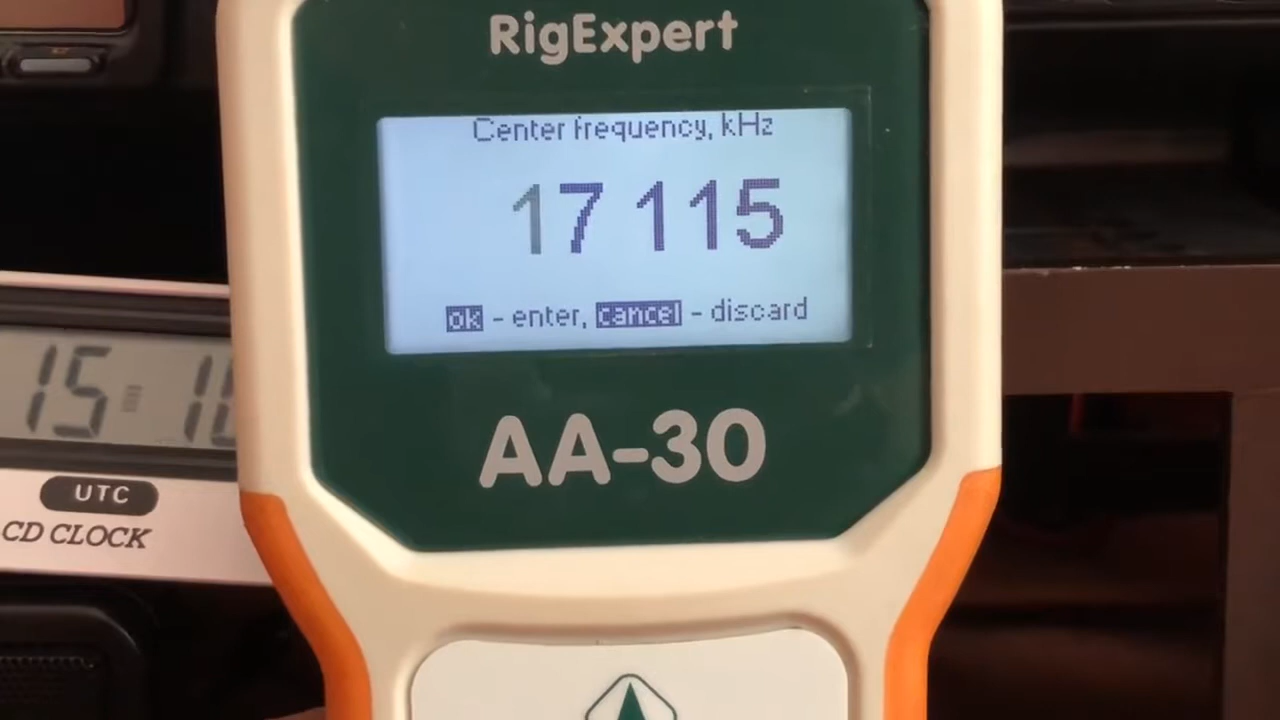 RigExpert
Center frequency, kHz
17 115
ok - enter, cancel - discard
AA-30
15
UTC
CD CLOCK